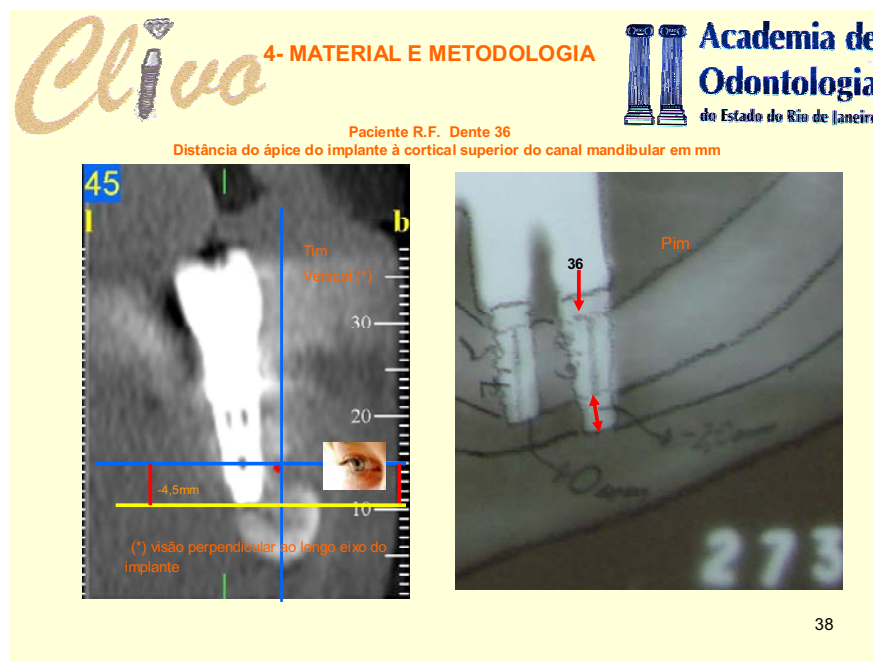 Clivo
4- MATERIAL E METODOLOGIA
Academia de
Odontologia
do Estado do Rio de Janeiro
Paciente R.F. Dente 36
Distância do ápice do implante à cortical superior do canal mandibular em mm
45
l
b
Tim
Vertical (*)
30
20
10
-4,5mm
(*) visão perpendicular ao longo eixo do
implante
Pim
36
273
38